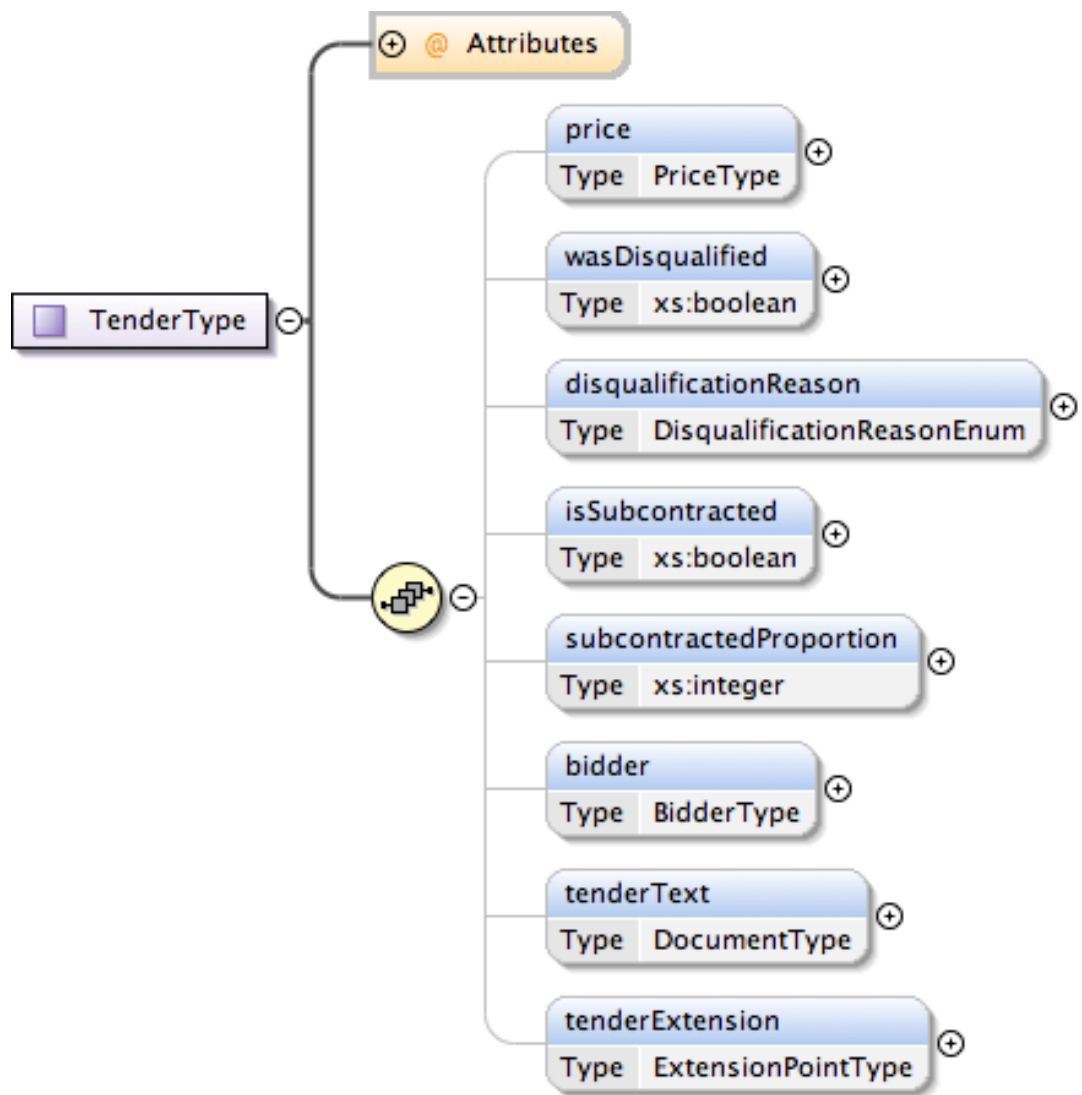 @ Attributes
price
Type PriceType
wasDisqualified
Type xs:boolean
TenderType
disqualificationReason
Type DisqualificationReasonEnum
isSubcontracted
Type xs:boolean
subcontractedProportion
Type xs:integer
bidder
Type BidderType
tenderText
Type DocumentType
tenderExtension
Type ExtensionPointType